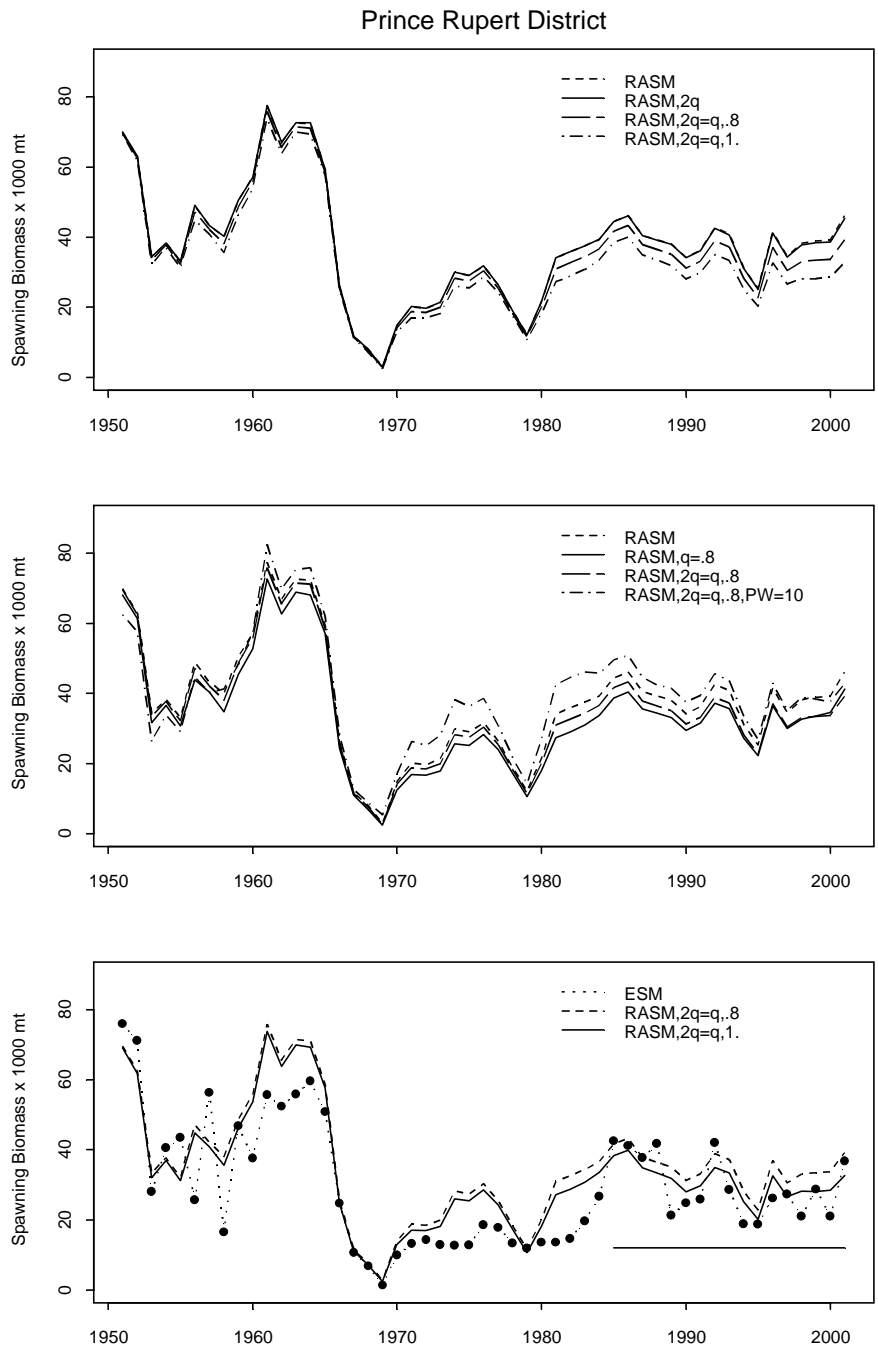 Prince Rupert District
Spawning Biomass x 1000 mt
80
60
40
20
0
RASM
RASM,2q
RASM,2q=q,.8
RASM,2q=q,1.
1950 1960 1970 1980 1990 2000
Spawning Biomass x 1000 mt
80
60
40
20
0
RASM
RASM,q=.8
RASM,2q=q,.8
RASM,2q=q,.8,PW=10
1950 1960 1970 1980 1990 2000
Spawning Biomass x 1000 mt
80
60
40
20
0
ESM
RASM,2q=q,.8
RASM,2q=q,1.
1950 1960 1970 1980 1990 2000